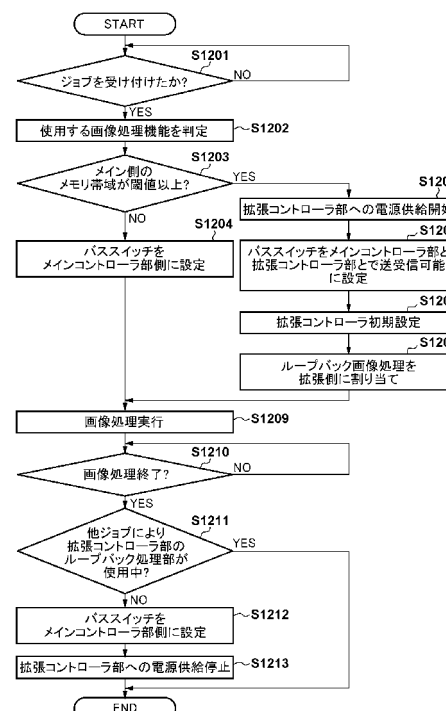 START
S1201
ジョブを受け付けたか?
NO
YES
使用する画像処理機能を判定
S1202
S1203
メイン側の
メモリ帯域が閾値以上?
YES
NO
S1204
バススイッチを
メインコントローラ部側に設定
S120
拡張コントローラ部への電源供給開始
S120
バススイッチをメインコントローラ部と
拡張コントローラ部とで送受信可能
に設定
S120
拡張コントローラ初期設定
S120
ループバック画像処理を
拡張側に割り当て
画像処理実行
S1209
S1210
画像処理終了?
NO
YES
S1211
他ジョブにより
拡張コントローラ部の
ループバック処理部が
使用中?
YES
NO
バススイッチを
メインコントローラ部側に設定
S1212
拡張コントローラ部への電源供給停止
S1213
END